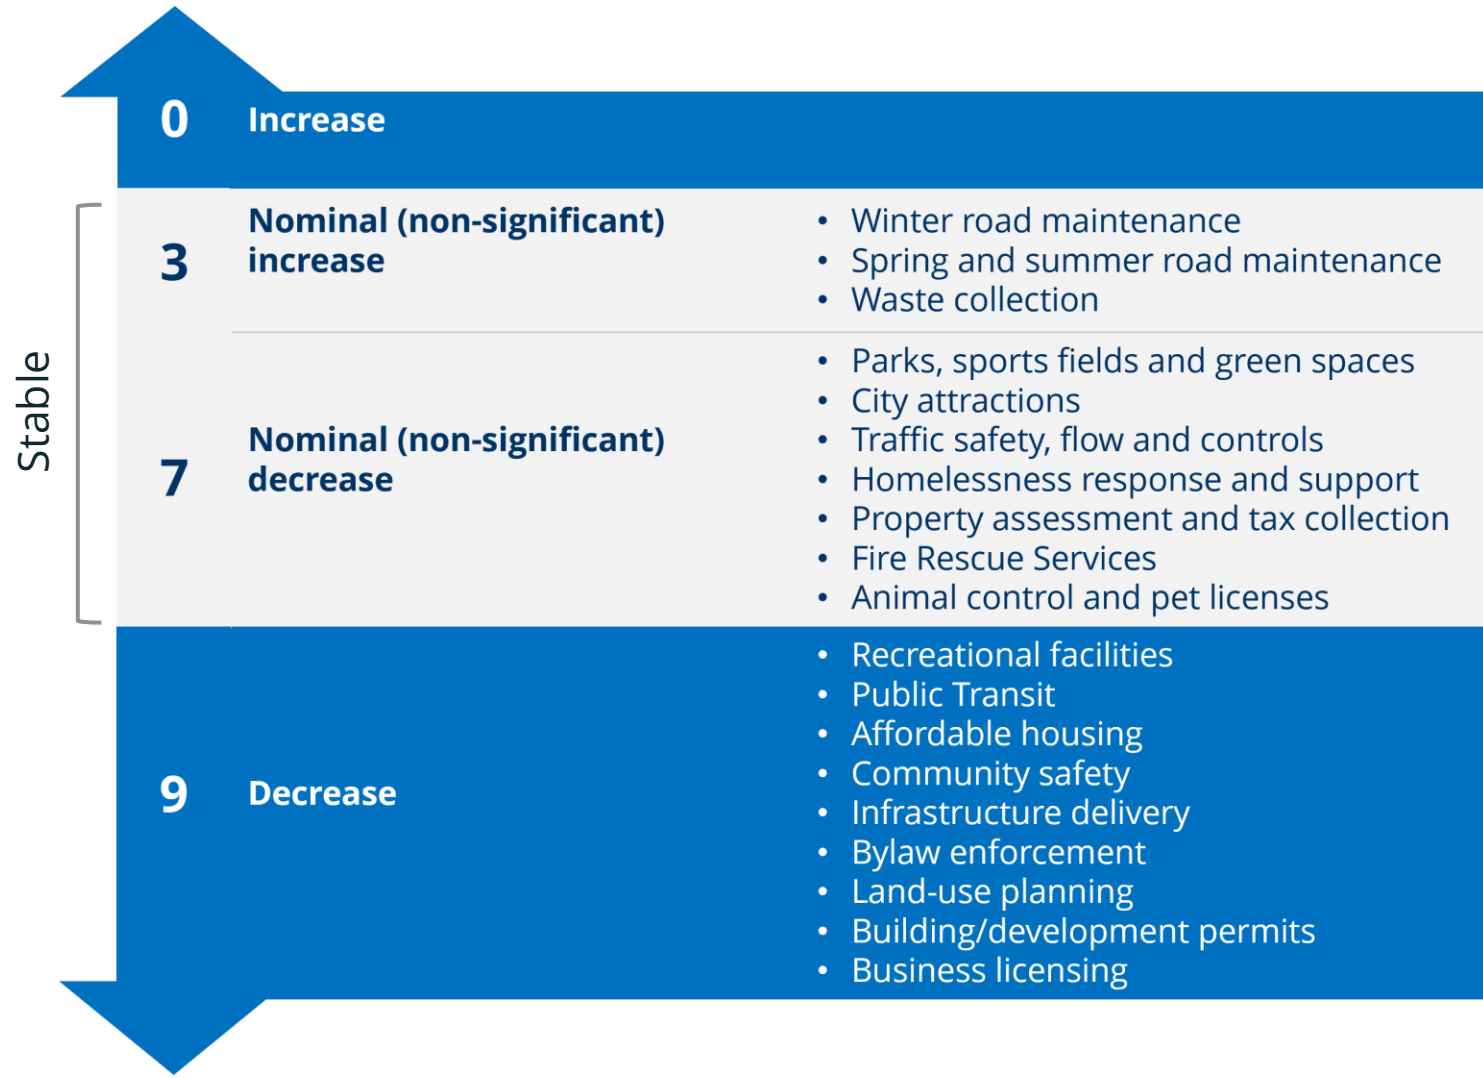 0 Increase
Stable
3
Nominal (non-significant)
increase
• Winter road maintenance
• Spring and summer road maintenance
• Waste collection
7
Nominal (non-significant)
decrease
• Parks, sports fields and green spaces
• City attractions
• Traffic safety, flow and controls
• Homelessness response and support
• Property assessment and tax collection
• Fire Rescue Services
• Animal control and pet licenses
9 Decrease
• Recreational facilities
• Public Transit
• Affordable housing
• Community safety
• Infrastructure delivery
• Bylaw enforcement
• Land-use planning
• Building/development permits
• Business licensing